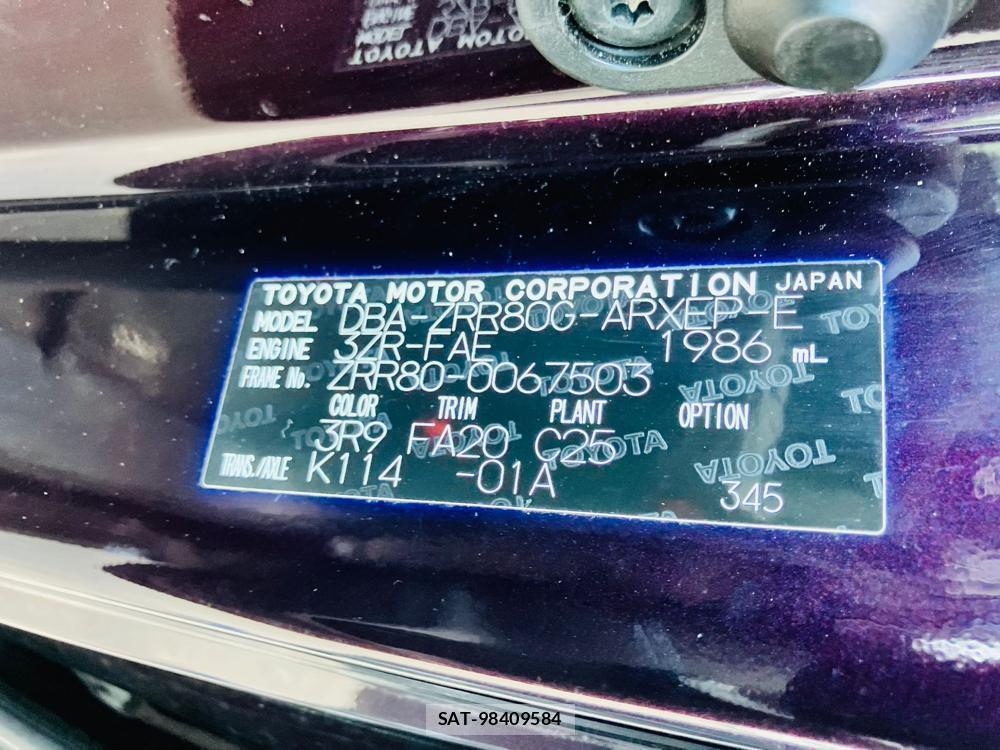 TOYOTA MOTOR CORPORATION JAPAN
MODEL DBA-ZRR80G-ARXEP-E
ENGINE 3ZR-FAE 1986 mL
FRAME No. ZRR80-0067503
COLOR TRIM PLANT OPTION
3R9 FA20 C25
TRANS./AXLE K114 -01A 345
SAT-98409584